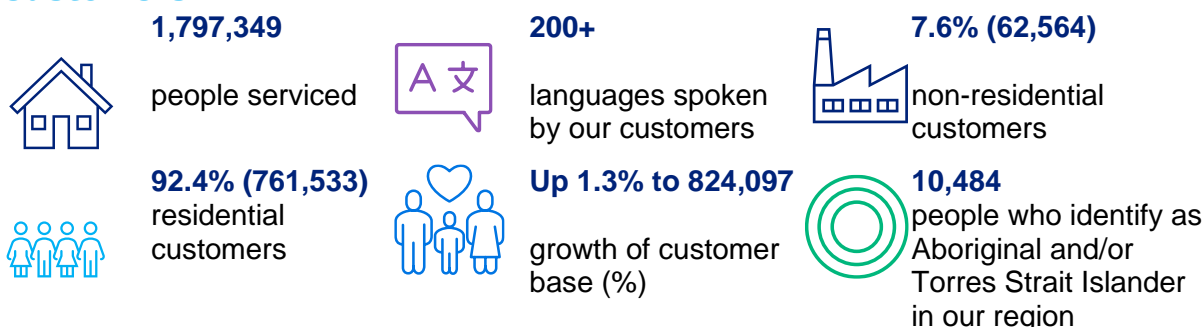 1,797,349
people serviced
200+
languages spoken
by our customers
7.6% (62,564)
non-residential
customers
92.4% (761,533)
residential
customers
Up 1.3% to 824,097
growth of customer
base (%)
10,484
people who identify as
Aboriginal and/or
Torres Strait Islander
in our region
A 文